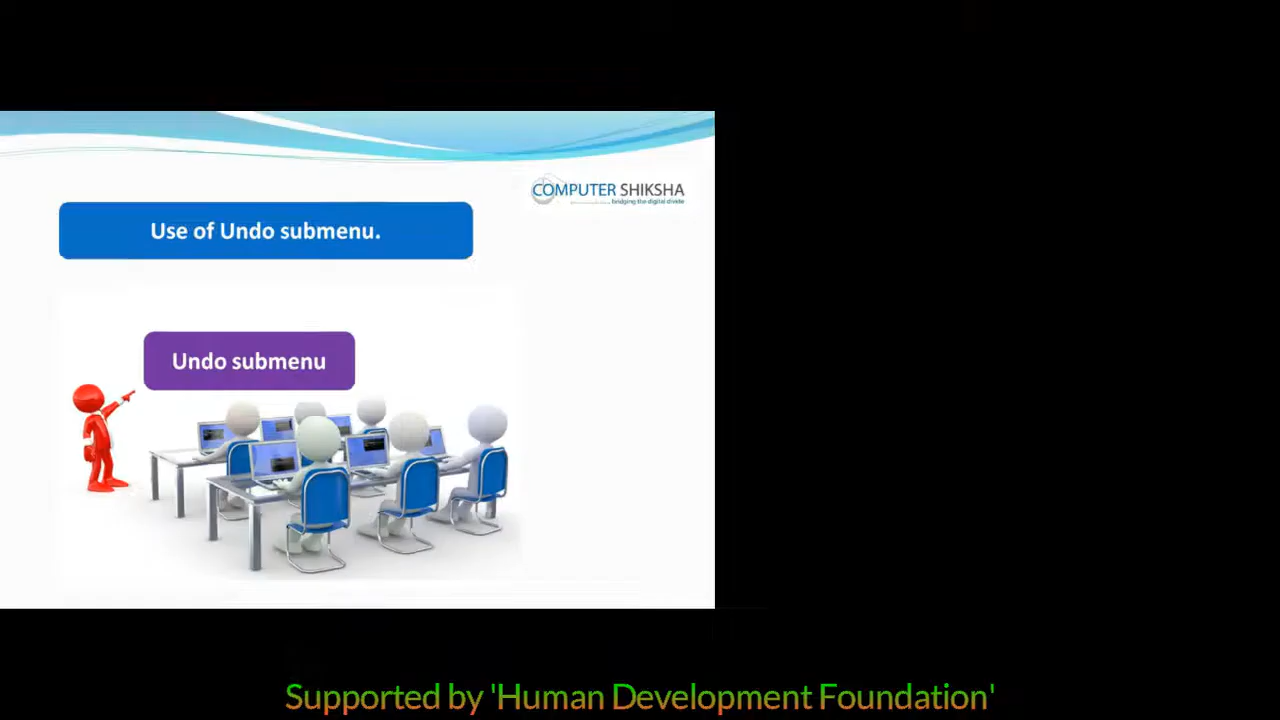 COMPUTER SHIKSHA
bridging the digital divide
Use of Undo submenu.
Undo submenu
Supported by 'Human Development Foundation'